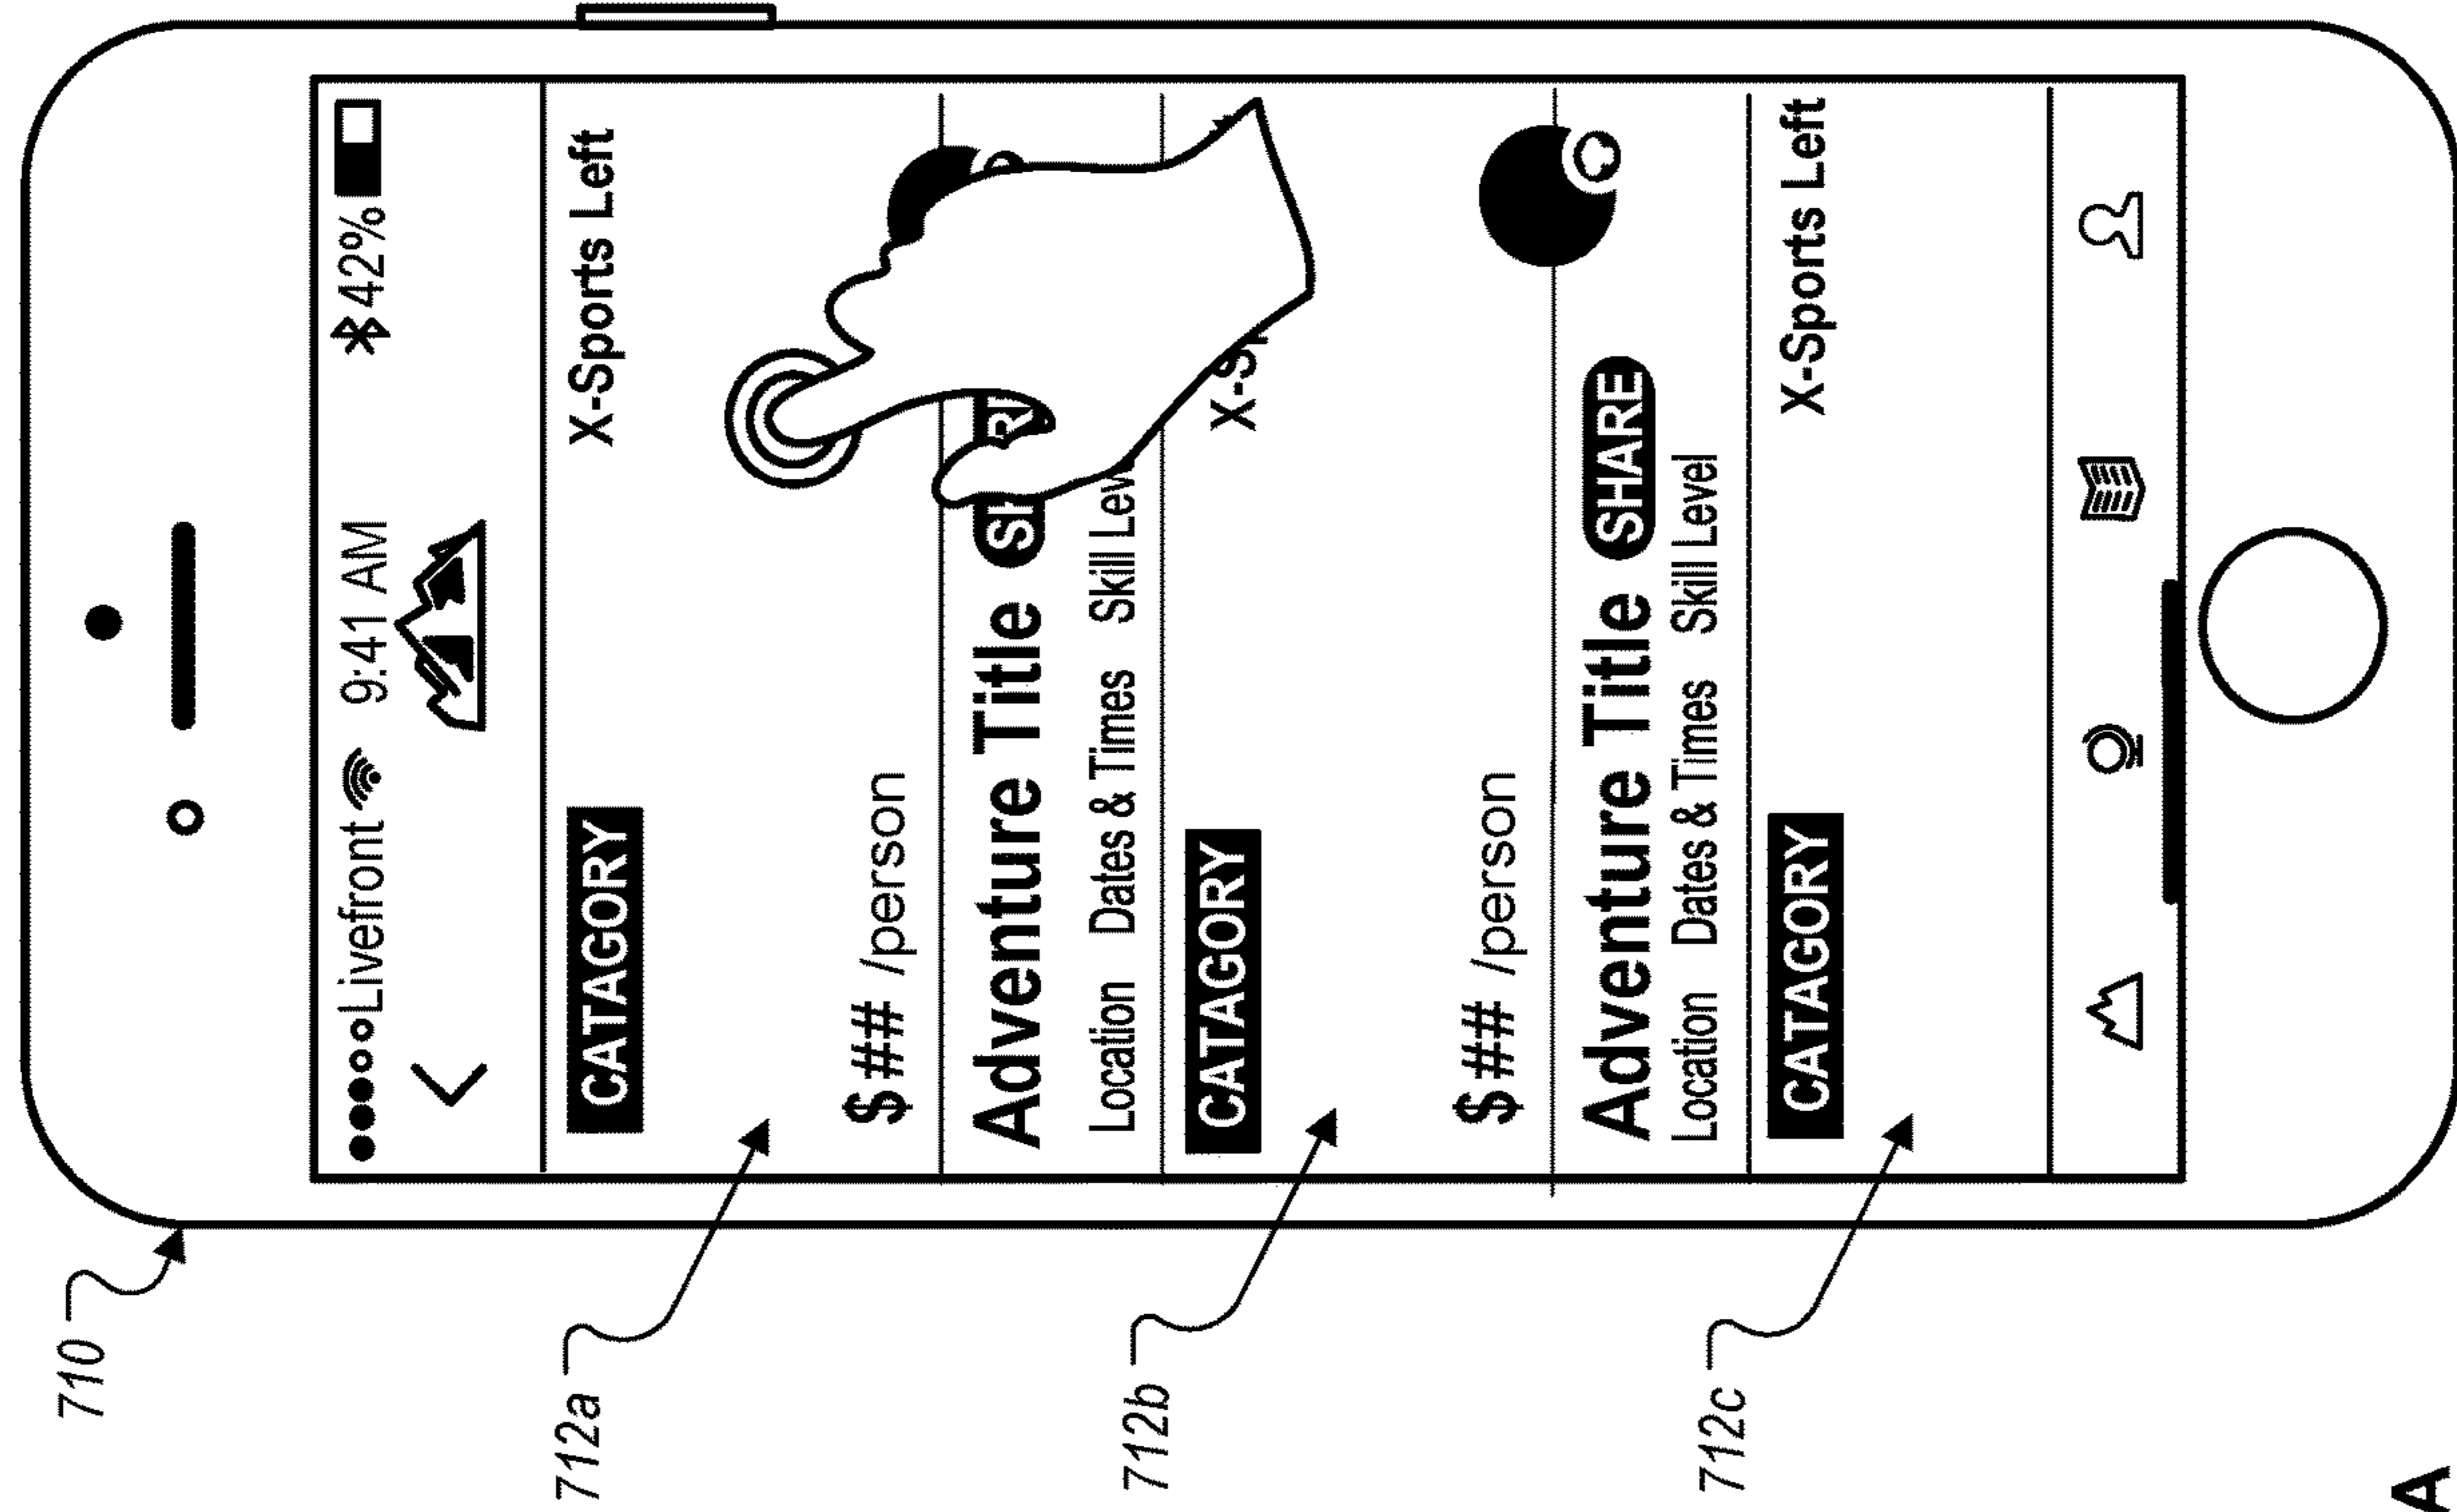 710
Livefront 9:41 AM 42%
712a
CATAGORY X-Sports Left
$## /person
Adventure Title
Location Dates & Times Skill
712b
CATAGORY
$## /person
Adventure Title SHARE
Location Dates & Times Skill Level
712c
CATAGORY X-Sports Left
A